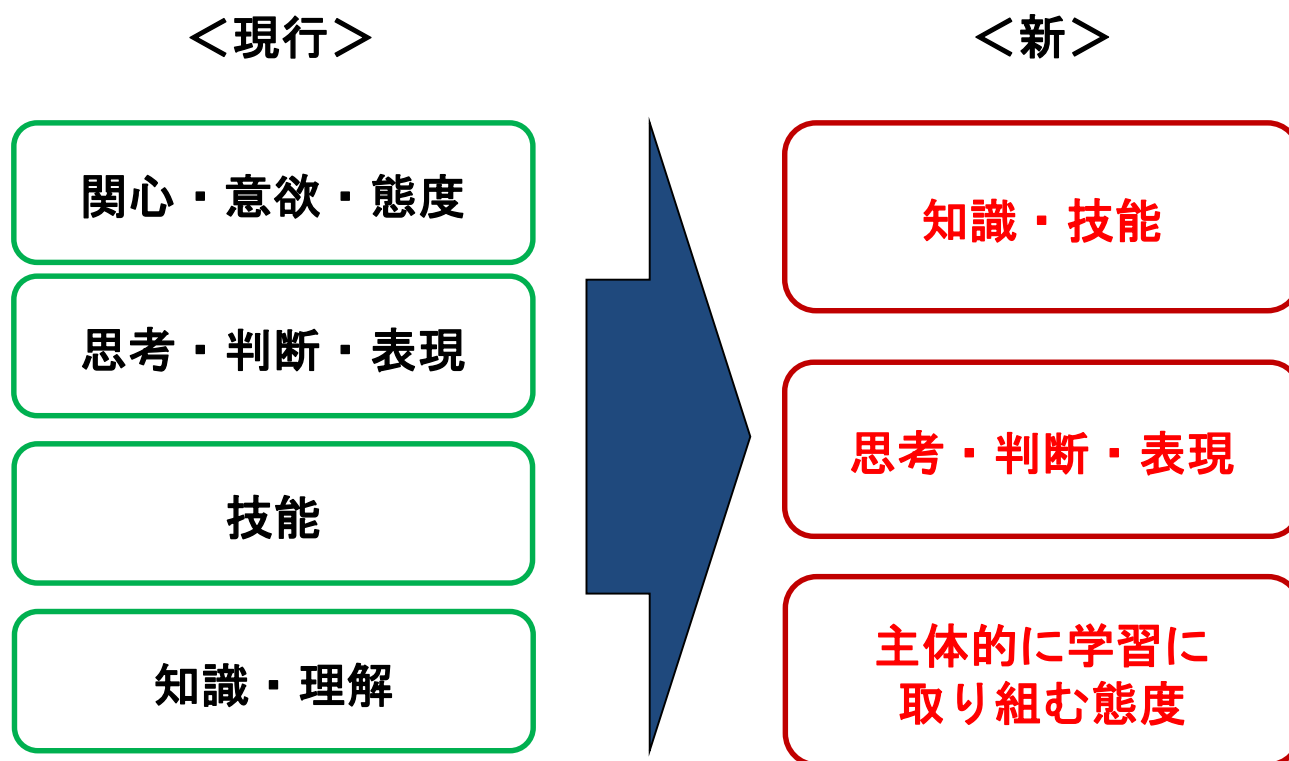 ＜現行＞
関心・意欲・態度
思考・判断・表現
技能
知識・理解
＜新＞
知識・技能
思考・判断・表現
主体的に学習に
取り組む態度